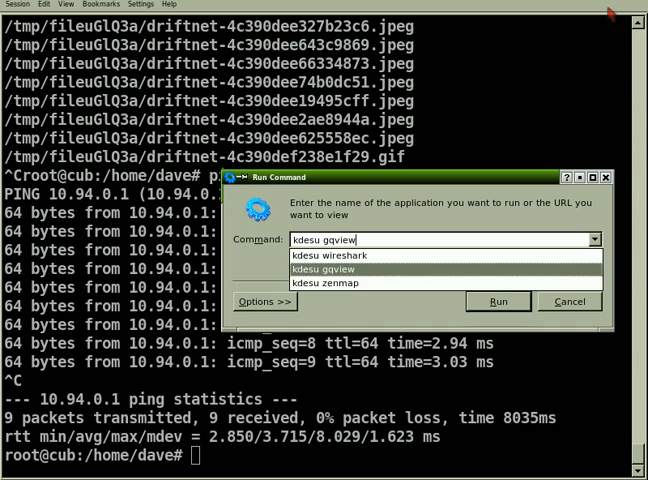 Session Edit View Bookmarks Settings Help
/tmp/fileuGlQ3a/driftnet-4c390dee327b23c6.jpeg
/tmp/fileuGlQ3a/driftnet-4c390dee643c9869.jpeg
/tmp/fileuGlQ3a/driftnet-4c390dee66334873.jpeg
/tmp/fileuGlQ3a/driftnet-4c390dee74b0dc51.jpeg
/tmp/fileuGlQ3a/driftnet-4c390dee19495cff.jpeg
/tmp/fileuGlQ3a/driftnet-4c390dee2ae8944a.jpeg
/tmp/fileuGlQ3a/driftnet-4c390dee625558ec.jpeg
/tmp/fileuGlQ3a/driftnet-4c390def238e1f29.gif
^Croot@cub:/home/dave# p
PING 10.94.0.1 (10.94.0.
64 bytes from 10.94.0.1:
64 bytes from 10.94.0.1:
64 bytes from 10.94.0.1:
64 bytes from 10.94.0.1:
64 bytes from 10.94.0.1:
64 bytes from 10.94.0.1:
64 bytes from 10.94.0.1:
64 bytes from 10.94.0.1: icmp_seq=8 ttl=64 time=2.94 ms
64 bytes from 10.94.0.1: icmp_seq=9 ttl=64 time=3.03 ms
^C
--- 10.94.0.1 ping statistics ---
9 packets transmitted, 9 received, 0% packet loss, time 8035ms
rtt min/avg/max/mdev = 2.850/3.715/8.029/1.623 ms
root@cub:/home/dave#
Run Command
Enter the name of the application you want to run or the URL you
want to view
Command: kdesu gqview
kdesu wireshark
kdesu gqview
kdesu zenmap
Options >> Run Cancel